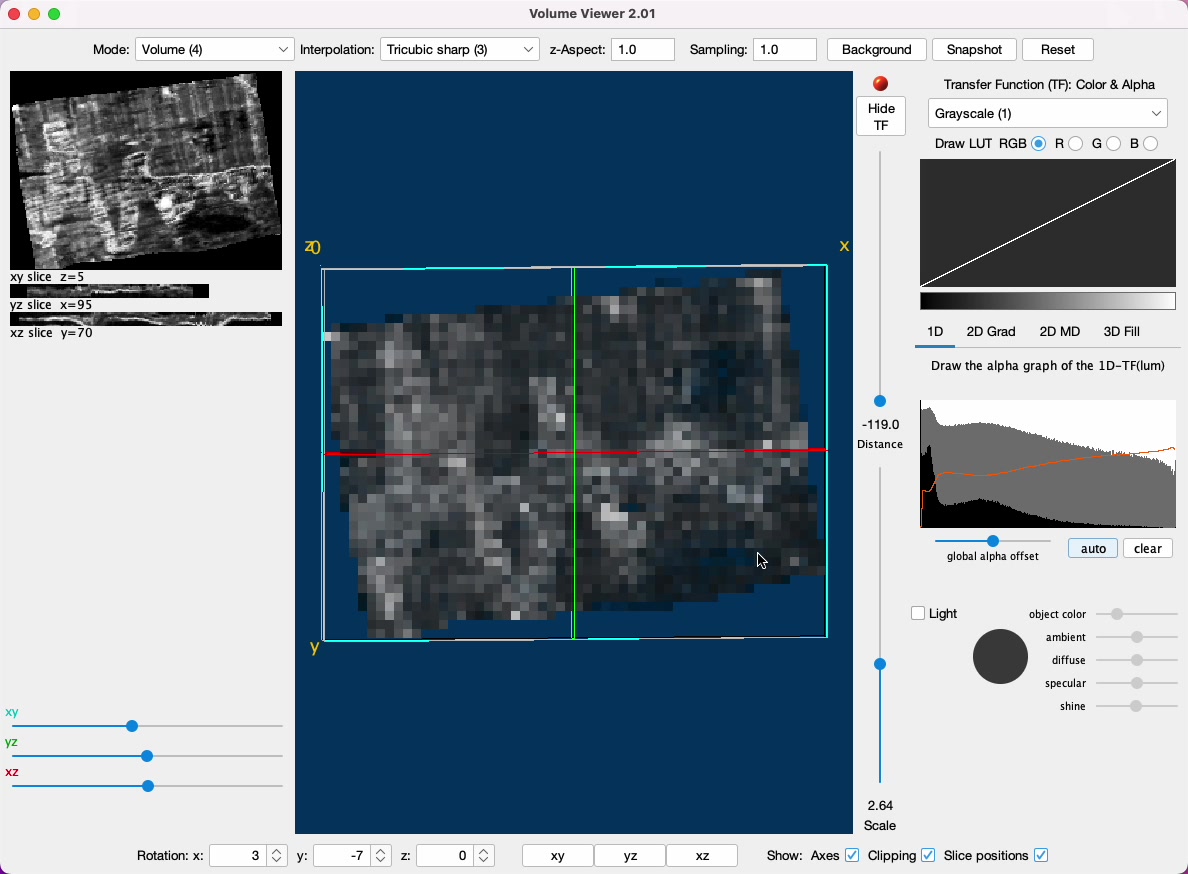 Volume Viewer 2.01
Mode: Volume (4) Interpolation: Tricubic sharp (3) z-Aspect: 1.0 Sampling: 1.0 Background Snapshot Reset
xy slice z=5
yz slice x=95
xz slice y=70
xy
yz
xz
z0
x
y
Hide
TF
-119.0
Distance
2.64
Scale
Transfer Function (TF): Color & Alpha
Grayscale (1)
Draw LUT RGB R G B
1D 2D Grad 2D MD 3D Fill
Draw the alpha graph of the 1D-TF(lum)
global alpha offset
auto clear
Light
object color
ambient
diffuse
specular
shine
Rotation: x: 3 y: -7 z: 0 xy yz xz Show: Axes Clipping Slice positions